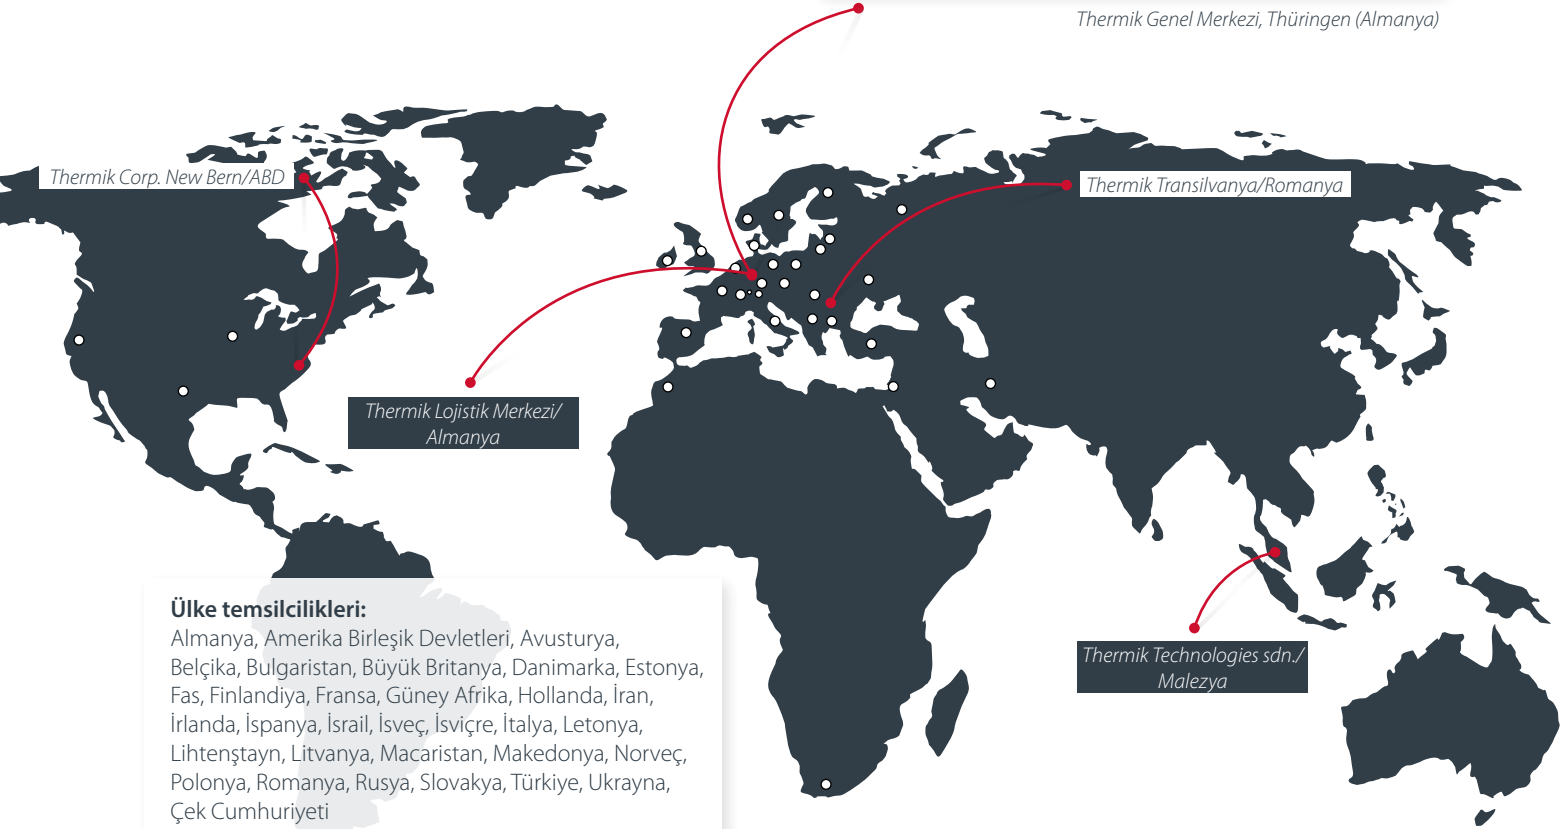 Thermik Genel Merkezi, Thüringen (Almanya)
Thermik Corp. New Bern/ABD
Thermik Transilvanya/Romanya
Thermik Lojistik Merkezi/
Almanya
Ülke temsilcilikleri:
Almanya, Amerika Birleşik Devletleri, Avusturya,
Belçika, Bulgaristan, Büyük Britanya, Danimarka, Estonya,
Fas, Finlandiya, Fransa, Güney Afrika, Hollanda, İran,
İrlanda, İspanya, İsrail, İsveç, İsviçre, İtalya, Letonya,
Lihtenştayn, Litvanya, Macaristan, Makedonya, Norveç,
Polonya, Romanya, Rusya, Slovakya, Türkiye, Ukrayna,
Çek Cumhuriyeti
Thermik Technologies sdn./
Malezya